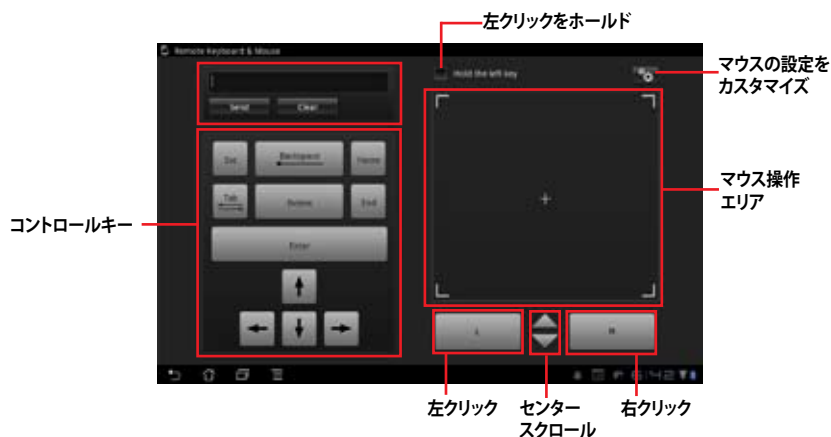 左クリックをホールド
Remote Keyboard & Mouse
Hold the left key
マウスの設定を
カスタマイズ
Send
Clear
Backspace
Home
Tab
Delete
End
マウス操作
エリア
コントロールキー
Enter
L
R
6:42
左クリック
センター
スクロール
右クリック